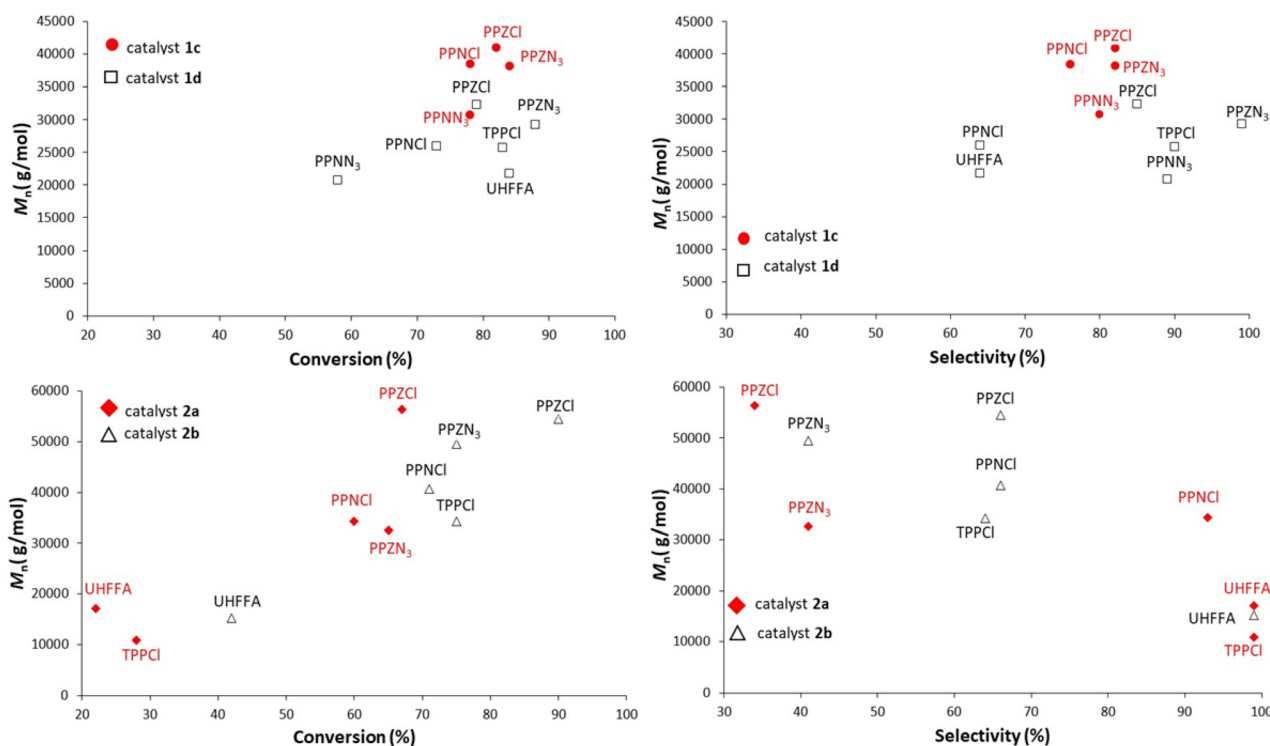 45000
40000
35000
30000
25000
20000
15000
10000
5000
0
Mn( g/mol)
catalyst 1c
catalyst 1d
PPZCl
PPNCl
PPZN3
PPZCl
PPZN3
PPNN3
TPPCl
PPNCl
PPNN3
UHFFA
20 30 40 50 60 70 80 90 100
Conversion (%)
45000
40000
35000
30000
25000
20000
15000
10000
5000
0
Mn( g/mol)
PPZCl
PPNCl
PPZN3
PPZCl
PPNN3
PPZN3
PPNCl
TPPCl
UHFFA
PPNN3
catalyst 1c
catalyst 1d
30 40 50 60 70 80 90 100
Selectivity (%)
60000
50000
40000
30000
20000
10000
0
Mn( g/mol)
catalyst 2a
catalyst 2b
PPZCl
PPZCl
PPZN3
PPNCl
PPNCl
TPPCl
PPZN3
UHFFA
UHFFA
TPPCl
20 30 40 50 60 70 80 90 100
Conversion (%)
60000
50000
40000
30000
20000
10000
0
Mn( g/mol)
PPZCl
PPZCl
PPZN3
PPNCl
PPZN3
PPNCl
TPPCl
UHFFA
UHFFA
TPPCl
catalyst 2a
catalyst 2b
30 40 50 60 70 80 90 100
Selectivity (%)